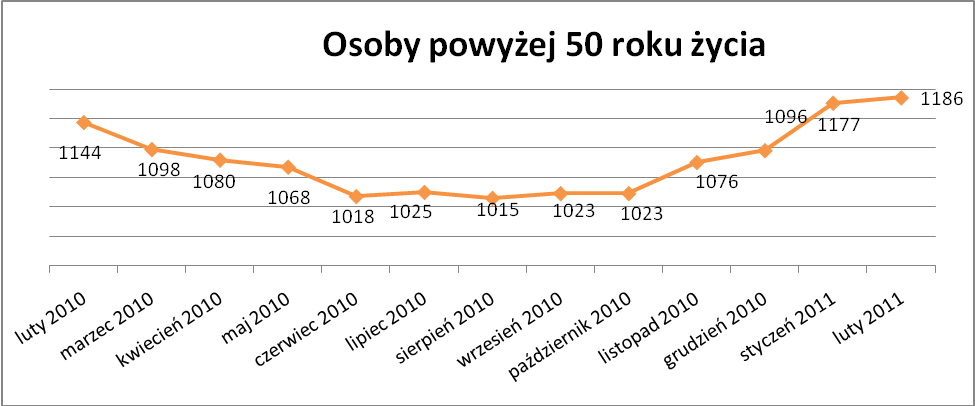 Osoby powyżej 50 roku życia
1144
1098
1080
1068
1018
1025
1015
1023
1023
1076
1096
1177
1186
luty 2010
marzec 2010
kwiecień 2010
maj 2010
czerwiec 2010
lipiec 2010
sierpień 2010
wrzesień 2010
październik 2010
listopad 2010
grudzień 2010
styczeń 2011
luty 2011